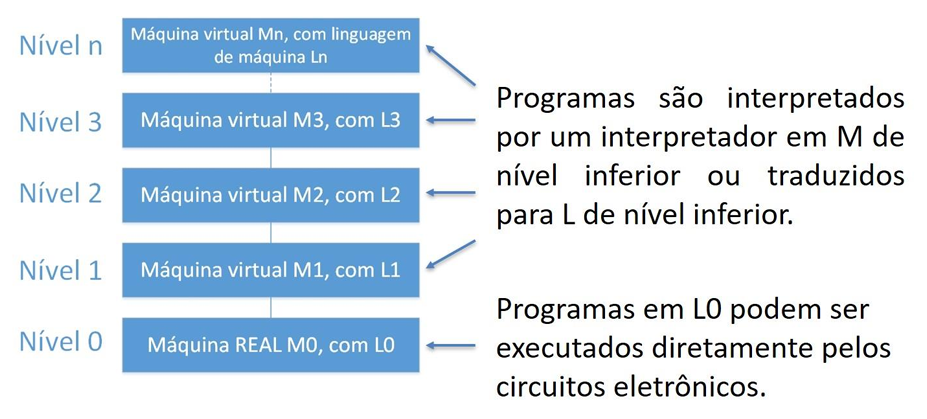 Nível n
Máquina virtual Mn, com linguagem
de máquina Ln
Nível 3
Máquina virtual M3, com L3
Nível 2
Máquina virtual M2, com L2
Nível 1
Máquina virtual M1, com L1
Nível 0
Máquina REAL M0, com L0
Programas são interpretados
por um interpretador em M de
nível inferior ou traduzidos
para L de nível inferior.
Programas em L0 podem ser
executados diretamente pelos
circuitos eletrônicos.